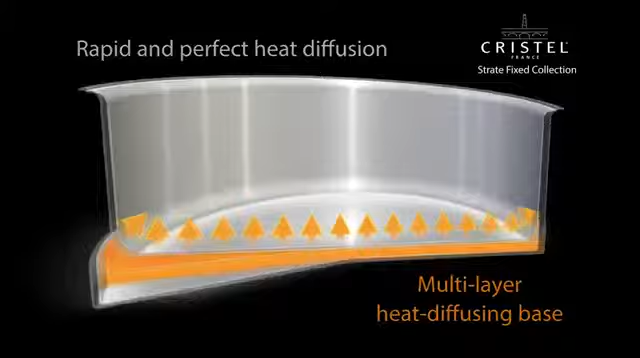 Rapid and perfect heat diffusion
CRISTEL
FRANCE
Strate Fixed Collection
Multi-layer
heat-diffusing base